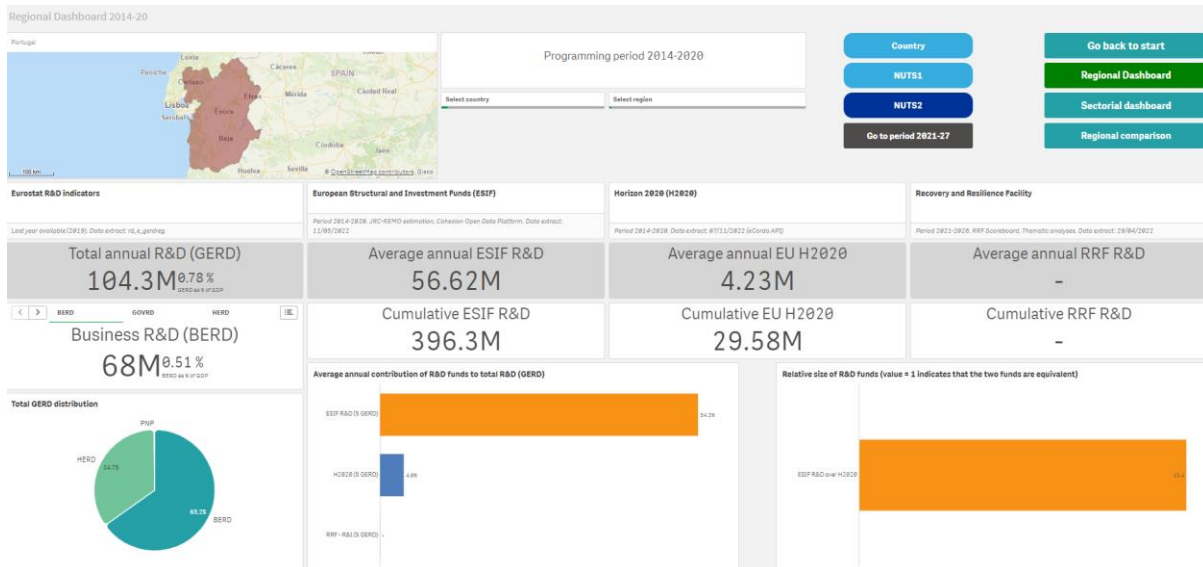 Regional Dashboard 2014-20
Portugal
Leiria
Peniche
Cartaxo
Lisboa
Setúbal
Elvas
Évora
Beja
Cáceres
SPAIN
Mérida
Ciudad Real
Córdoba
Jaén
Huelva
Sevilla
100 km
© OpenStreetMap contributors, Qlack
Programming period 2014-2020
Select country
Select region
Country
NUTS1
NUTS2
Go to period 2021-27
Go back to start
Regional Dashboard
Sectorial dashboard
Regional comparison
Eurostat R&D indicators
Last year available (2019). Data extract: rd_e_gerdreg
European Structural and Investment Funds (ESIF)
Period 2014-2020: JRC-REMO estimation, Cohesion Open Data Platform. Data extract:
11/05/2022
Horizon 2020 (H2020)
Period 2014-2020. Data extract: 07/11/2022 (eCorda API)
Recovery and Resilience Facility
Period 2021-2026. RRF Scoreboard, Thematic analyses. Data extract: 29/04/2022
Total annual R&D (GERD)
104.3M 0.78 %
GERD as % of GDP
Average annual ESIF R&D
56.62M
Average annual EU H2020
4.23M
Average annual RRF R&D
-
BERD GOVRD HERD
Business R&D (BERD)
68M 0.51 %
BERD as % of GDP
Cumulative ESIF R&D
396.3M
Cumulative EU H2020
29.58M
Cumulative RRF R&D
-
Total GERD distribution
PNP
HERD
34.7%
65.2%
BERD
Average annual contribution of R&D funds to total R&D (GERD)
ESIF R&D (% GERD)
54.3%
H2020 (% GERD)
4.0%
RRF - R&I (% GERD) -
Relative size of R&D funds (value = 1 indicates that the two funds are equivalent)
ESIF R&D over H2020
13.4